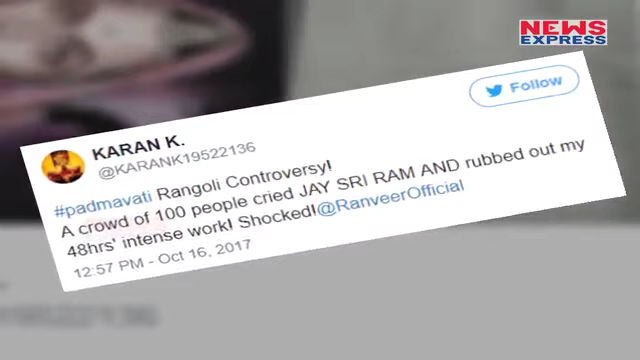 NEWS
EXPRESS
Follow
KARAN K.
@KARANK19522136
#padmavati Rangoli Controversy!
A crowd of 100 people cried JAY SRI RAM AND rubbed out my
48hrs' intense work! Shocked!@RanveerOfficial
12:57 PM - Oct 16, 2017